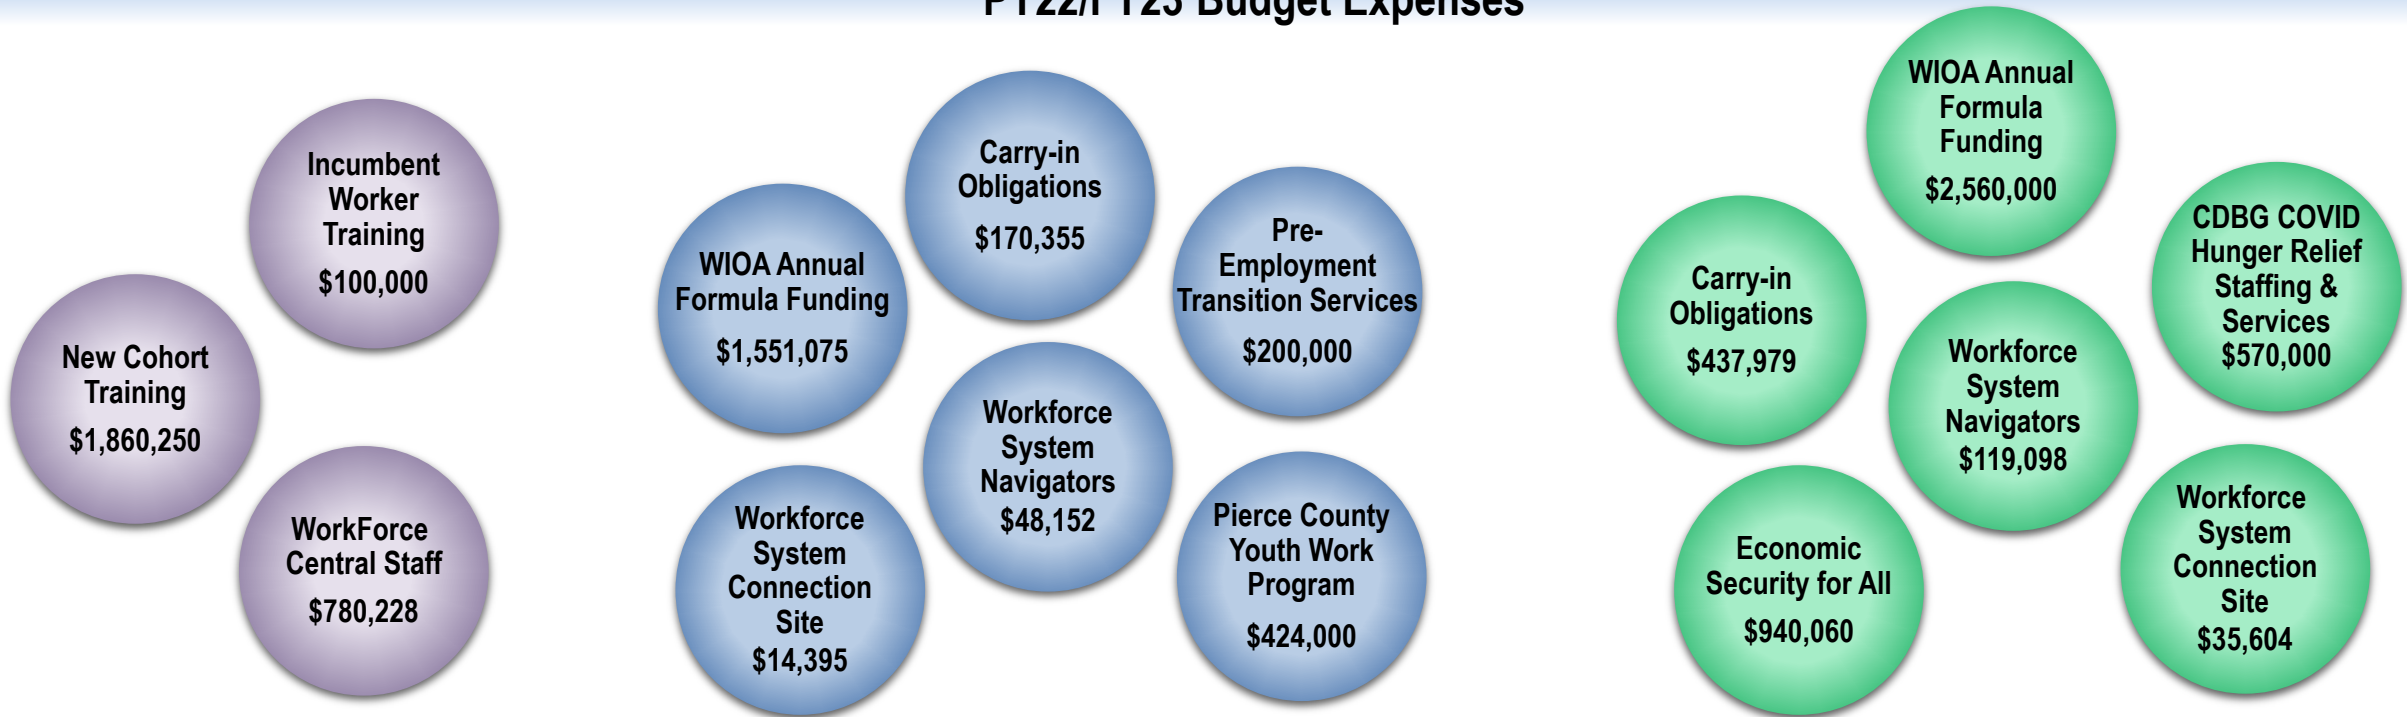 Budget Expenses
Incumbent
Worker
Training
$100,000
New Cohort
Training
$1,860,250
WorkForce
Central Staff
$780,228
Carry-in
Obligations
$170,355
WIOA Annual
Formula Funding
$1,551,075
Pre-
Employment
Transition Services
$200,000
Workforce
System
Navigators
$48,152
Workforce
System
Connection
Site
$14,395
Pierce County
Youth Work
Program
$424,000
WIOA Annual
Formula
Funding
$2,560,000
Carry-in
Obligations
$437,979
CDBG COVID
Hunger Relief
Staffing &
Services
$570,000
Workforce
System
Navigators
$119,098
Economic
Security for All
$940,060
Workforce
System
Connection
Site
$35,604